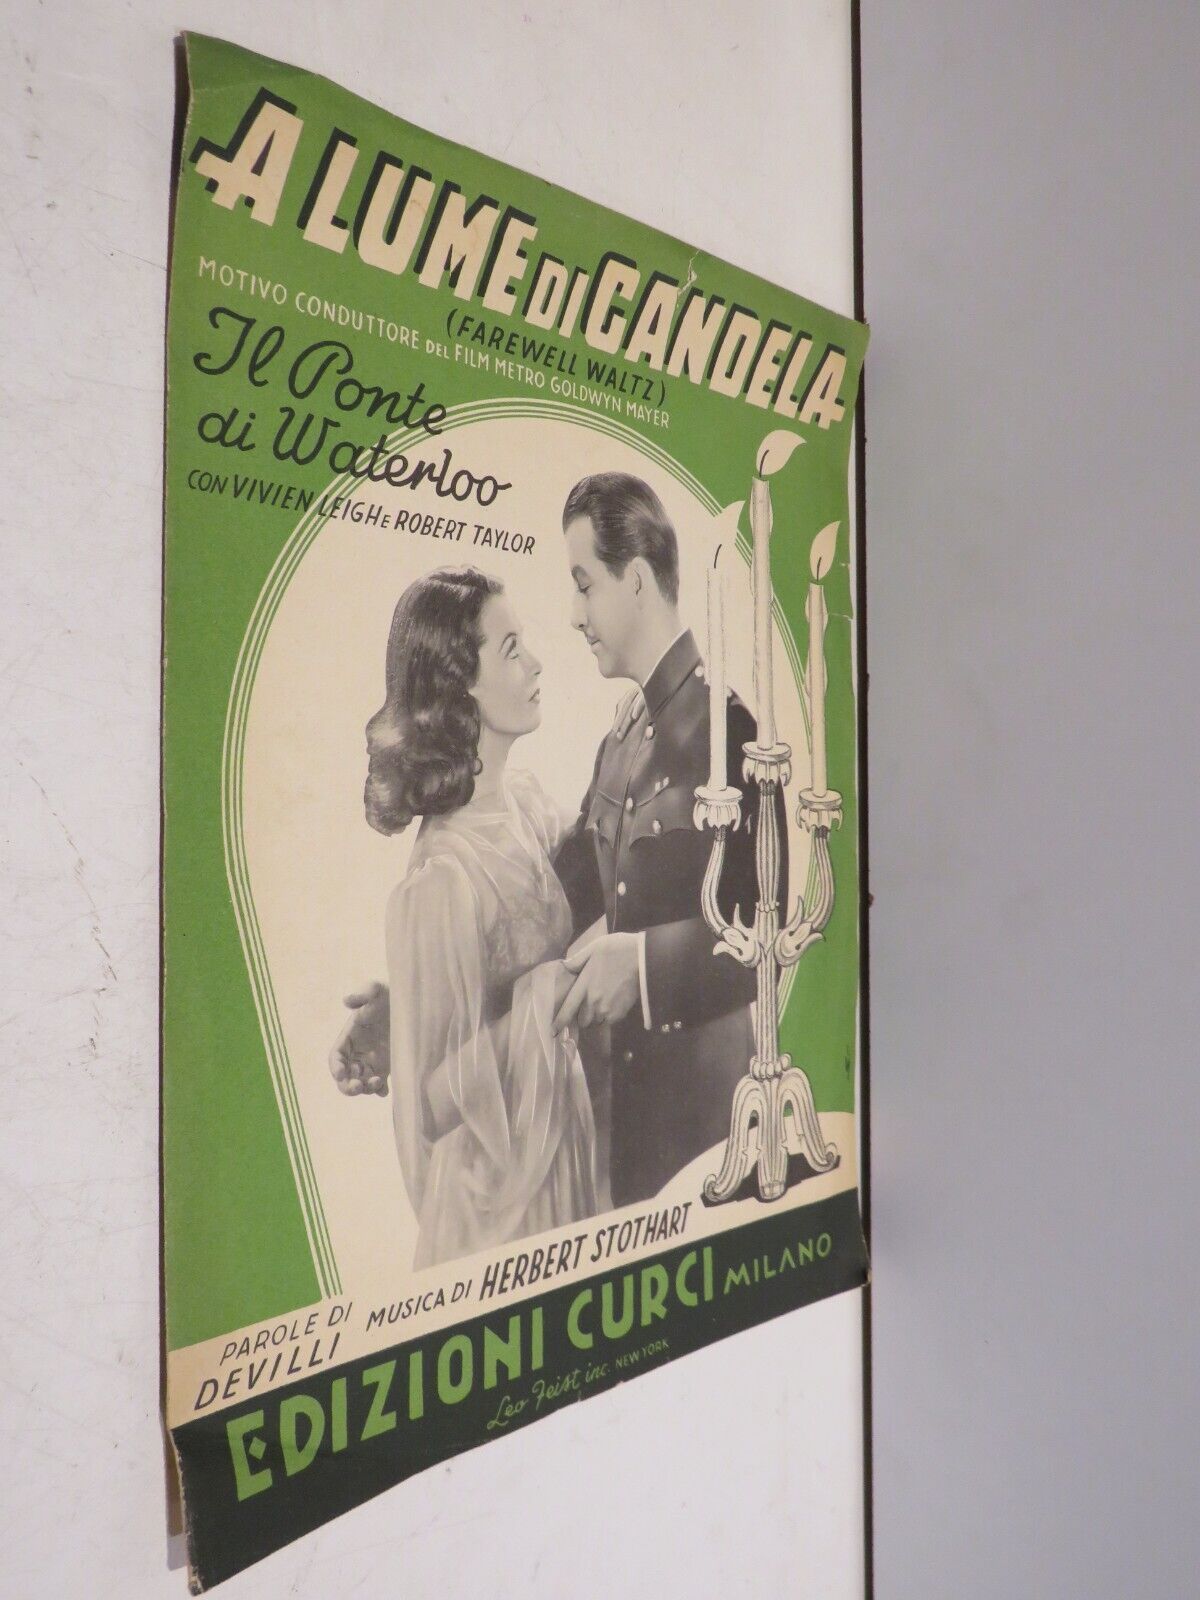 A LUME DI CANDELA
(FAREWELL WALTZ)
MOTIVO CONDUTTORE DEL FILM METRO GOLDWYN MAYER
Il Ponte
di Waterloo
CON VIVIEN LEIGH E ROBERT TAYLOR
PAROLE DI
DEVILLI
MUSICA DI HERBERT STOTHART
EDIZIONI CURCI MILANO
Leo Feist inc. NEW YORK